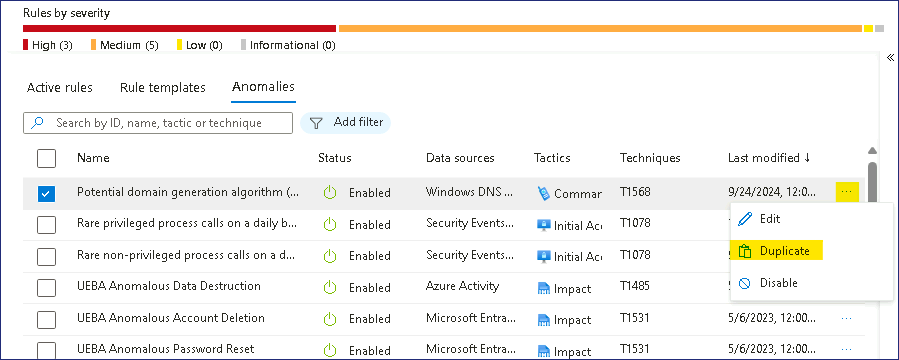 Rules by severity
High (3) Medium (5) Low (0) Informational (0)
Active rules Rule templates Anomalies
Search by ID, name, tactic or technique Add filter
Name Status Data sources Tactics Techniques Last modified ↓
Potential domain generation algorithm (... Enabled Windows DNS ... Comman T1568 9/24/2024, 12:0... ...
Rare privileged process calls on a daily b... Enabled Security Events... Initial Acc T1078
Edit
Rare non-privileged process calls on a d... Enabled Security Events... Initial Acc T1078
Duplicate
UEBA Anomalous Data Destruction Enabled Azure Activity Impact T1485
Disable
UEBA Anomalous Account Deletion Enabled Microsoft Entra... Impact T1531 5/6/2023, 12:00... ...
UEBA Anomalous Password Reset Enabled Microsoft Entra... Impact T1531 5/6/2023, 12:00... ...